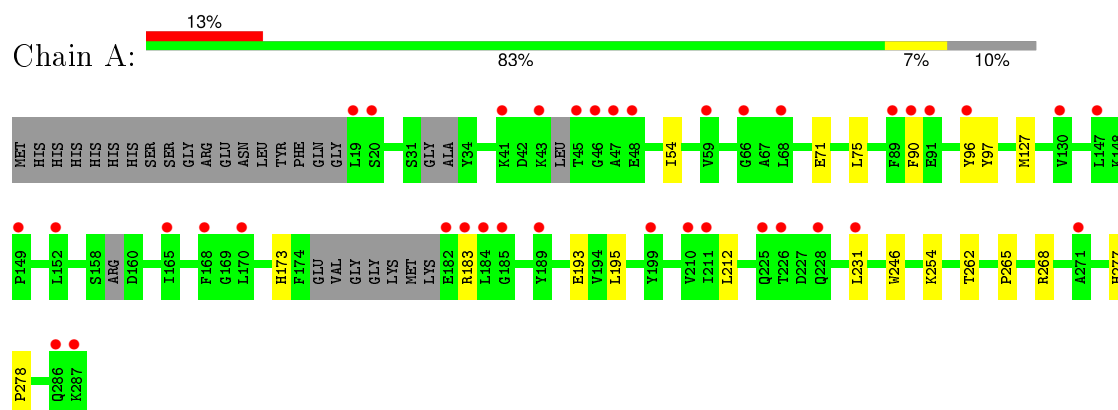 13%
Chain A:
83% 7% 10%
MET HIS HIS HIS HIS HIS HIS SER SER GLY ARG GLU ASN LEU TYR PHE GLN GLY L19 S20 S31 GLY ALA Y34 K41 D42 K43 LEU T45 G46 A47 E48 I54 V59 G66 A67 L68 E71 L75 F89 F90 E91 Y96 Y97 M127 V130 L147 K148
P149 L152 S158 ARG D160 I165 F168 G169 L170 H173 F174 GLU VAL GLY GLY LYS MET LYS E182 R183 L184 G185 Y189 E193 V194 L195 Y199 V210 I211 L212 Q225 T226 D227 Q228 L231 W246 K254 T262 P265 R268 A271 H277
P278 Q286 K287